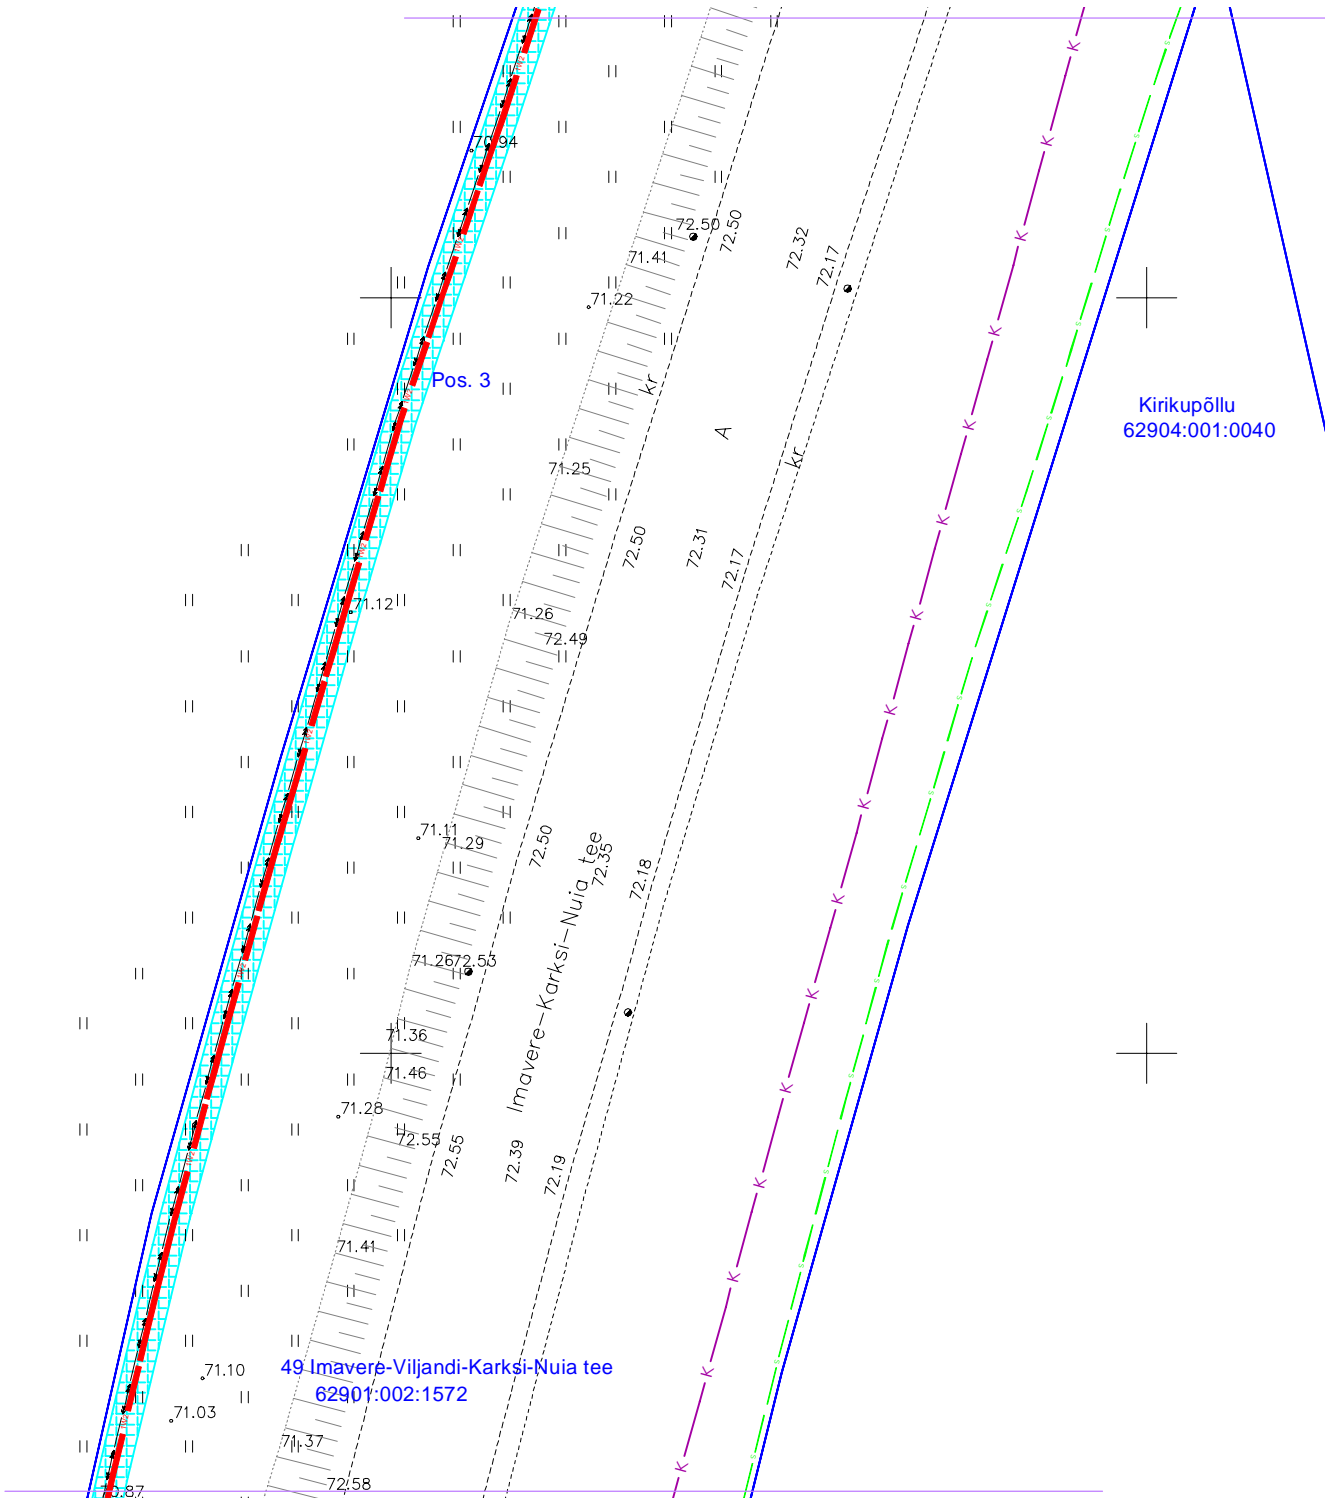 K
S
70.94
K
72.50
72.50
72.32
71.41
K
72.17
71.22
K
S
Pos. 3
kr
Kirikupõllu
62904:001:0040
A
K
kr
71.25
S
K
72.50
72.31
72.17
71.12
S
71.26
K
72.49
S
K
S
K
71.11
71.29
72.50
72.35
72.18
S
K
71.26
72.53
Imavere-Karksi-Nuia tee
S
K
71.36
S
71.46
K
71.28
72.55
72.55
72.39
72.19
S
K
71.41
K
S
49 Imavere-Viljandi-Karksi-Nuia tee
62901:002:1572
71.10
K
S
71.03
71.37
K
S
72.58
70.87